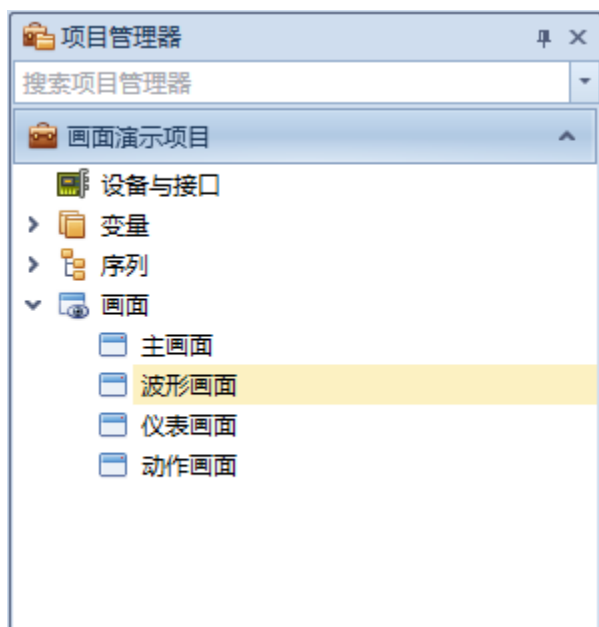 项目管理器
搜索项目管理器
画面演示项目
设备与接口
变量
序列
画面
主画面
波形画面
仪表画面
动作画面